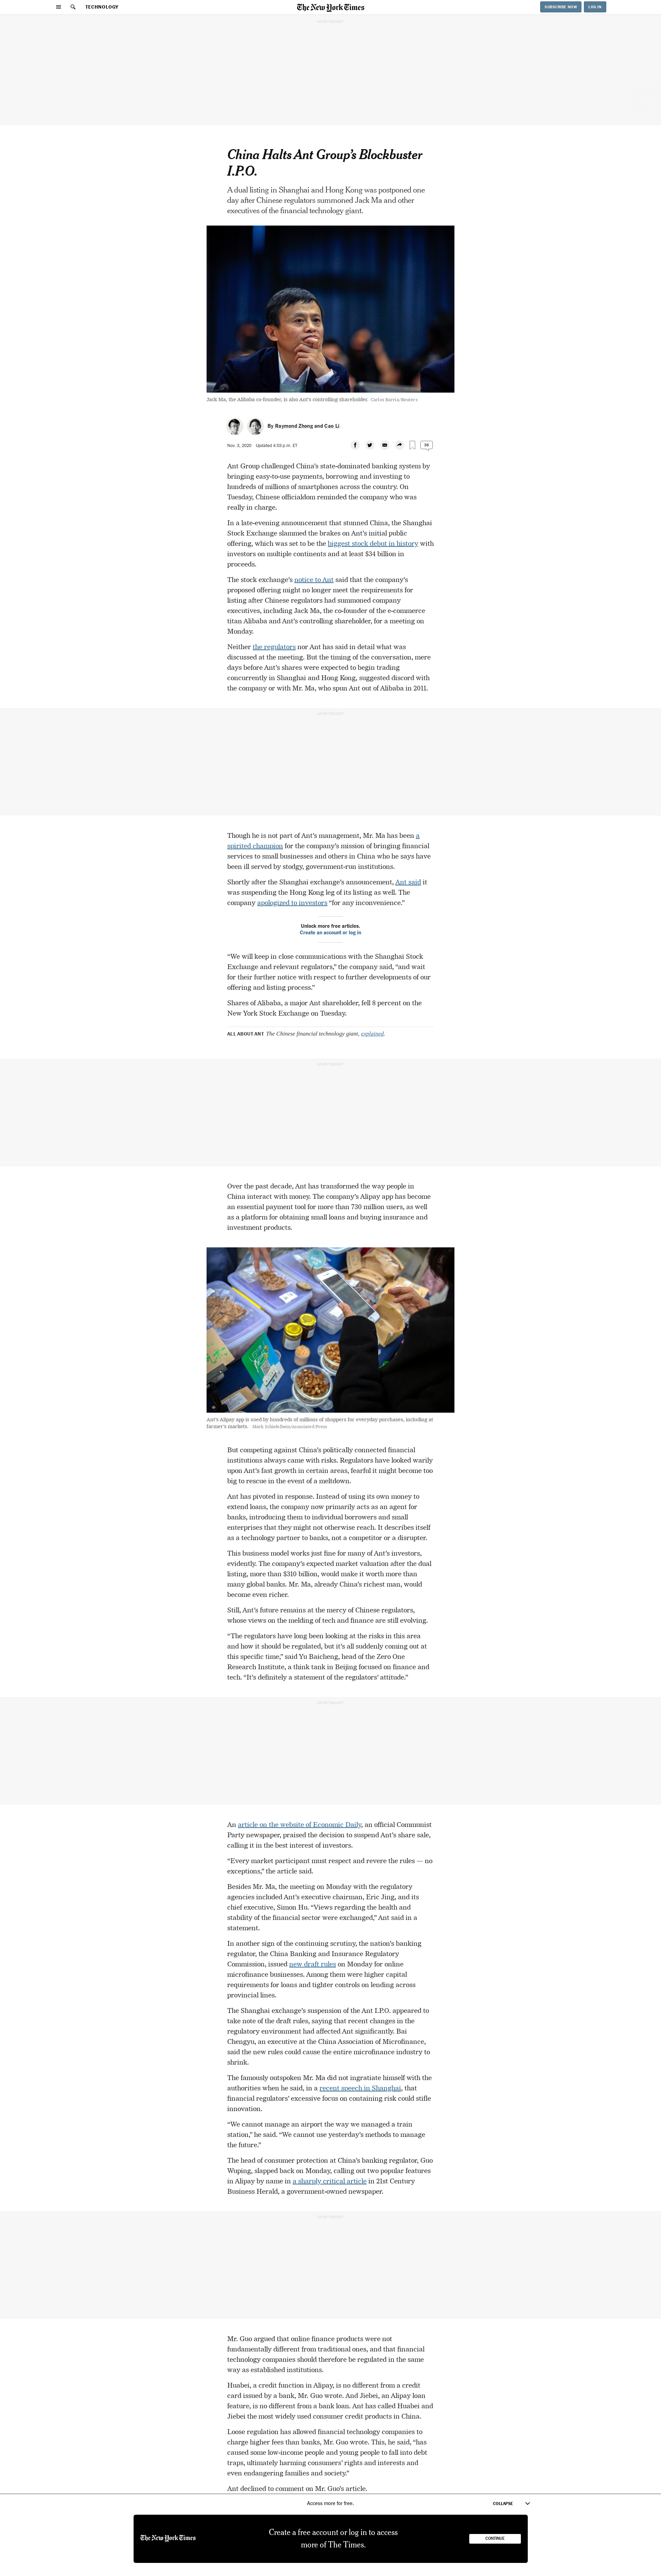 TECHNOLOGY
The New York Times
SUBSCRIBE NOW
LOG IN
ADVERTISEMENT
China Halts Ant Group’s Blockbuster
I.P.O.
A dual listing in Shanghai and Hong Kong was postponed one
day after Chinese regulators summoned Jack Ma and other
executives of the financial technology giant.
Jack Ma, the Alibaba co-founder, is also Ant’s controlling shareholder. Carlos Barria/Reuters
By Raymond Zhong and Cao Li
Nov. 3, 2020 Updated 4:53 p.m. ET
36
Ant Group challenged China’s state-dominated banking system by
bringing easy-to-use payments, borrowing and investing to
hundreds of millions of smartphones across the country. On
Tuesday, Chinese officialdom reminded the company who was
really in charge.
In a late-evening announcement that stunned China, the Shanghai
Stock Exchange slammed the brakes on Ant’s initial public
offering, which was set to be the biggest stock debut in history with
investors on multiple continents and at least $34 billion in
proceeds.
The stock exchange’s notice to Ant said that the company’s
proposed offering might no longer meet the requirements for
listing after Chinese regulators had summoned company
executives, including Jack Ma, the co-founder of the e-commerce
titan Alibaba and Ant’s controlling shareholder, for a meeting on
Monday.
Neither the regulators nor Ant has said in detail what was
discussed at the meeting. But the timing of the conversation, mere
days before Ant’s shares were expected to begin trading
concurrently in Shanghai and Hong Kong, suggested discord with
the company or with Mr. Ma, who spun Ant out of Alibaba in 2011.
ADVERTISEMENT
Though he is not part of Ant’s management, Mr. Ma has been a
spirited champion for the company’s mission of bringing financial
services to small businesses and others in China who he says have
been ill served by stodgy, government-run institutions.
Shortly after the Shanghai exchange’s announcement, Ant said it
was suspending the Hong Kong leg of its listing as well. The
company apologized to investors “for any inconvenience.”
Unlock more free articles.
Create an account or log in
“We will keep in close communications with the Shanghai Stock
Exchange and relevant regulators,” the company said, “and wait
for their further notice with respect to further developments of our
offering and listing process.”
Shares of Alibaba, a major Ant shareholder, fell 8 percent on the
New York Stock Exchange on Tuesday.
ALL ABOUT ANT The Chinese financial technology giant, explained.
ADVERTISEMENT
Over the past decade, Ant has transformed the way people in
China interact with money. The company’s Alipay app has become
an essential payment tool for more than 730 million users, as well
as a platform for obtaining small loans and buying insurance and
investment products.
Ant’s Alipay app is used by hundreds of millions of shoppers for everyday purchases, including at
farmer’s markets. Mark Schiefelbein/Associated Press
But competing against China’s politically connected financial
institutions always came with risks. Regulators have looked warily
upon Ant’s fast growth in certain areas, fearful it might become too
big to rescue in the event of a meltdown.
Ant has pivoted in response. Instead of using its own money to
extend loans, the company now primarily acts as an agent for
banks, introducing them to individual borrowers and small
enterprises that they might not otherwise reach. It describes itself
as a technology partner to banks, not a competitor or a disrupter.
This business model works just fine for many of Ant’s investors,
evidently. The company’s expected market valuation after the dual
listing, more than $310 billion, would make it worth more than
many global banks. Mr. Ma, already China’s richest man, would
become even richer.
Still, Ant’s future remains at the mercy of Chinese regulators,
whose views on the melding of tech and finance are still evolving.
“The regulators have long been looking at the risks in this area
and how it should be regulated, but it’s all suddenly coming out at
this specific time,” said Yu Baicheng, head of the Zero One
Research Institute, a think tank in Beijing focused on finance and
tech. “It’s definitely a statement of the regulators’ attitude.”
ADVERTISEMENT
An article on the website of Economic Daily, an official Communist
Party newspaper, praised the decision to suspend Ant’s share sale,
calling it in the best interest of investors.
“Every market participant must respect and revere the rules — no
exceptions,” the article said.
Besides Mr. Ma, the meeting on Monday with the regulatory
agencies included Ant’s executive chairman, Eric Jing, and its
chief executive, Simon Hu. “Views regarding the health and
stability of the financial sector were exchanged,” Ant said in a
statement.
In another sign of the continuing scrutiny, the nation’s banking
regulator, the China Banking and Insurance Regulatory
Commission, issued new draft rules on Monday for online
microfinance businesses. Among them were higher capital
requirements for loans and tighter controls on lending across
provincial lines.
The Shanghai exchange’s suspension of the Ant I.P.O. appeared to
take note of the draft rules, saying that recent changes in the
regulatory environment had affected Ant significantly. Bai
Chengyu, an executive at the China Association of Microfinance,
said the new rules could cause the entire microfinance industry to
shrink.
The famously outspoken Mr. Ma did not ingratiate himself with the
authorities when he said, in a recent speech in Shanghai, that
financial regulators’ excessive focus on containing risk could stifle
innovation.
“We cannot manage an airport the way we managed a train
station,” he said. “We cannot use yesterday’s methods to manage
the future.”
The head of consumer protection at China’s banking regulator, Guo
Wuping, slapped back on Monday, calling out two popular features
in Alipay by name in a sharply critical article in 21st Century
Business Herald, a government-owned newspaper.
ADVERTISEMENT
Mr. Guo argued that online finance products were not
fundamentally different from traditional ones, and that financial
technology companies should therefore be regulated in the same
way as established institutions.
Huabei, a credit function in Alipay, is no different from a credit
card issued by a bank, Mr. Guo wrote. And Jiebei, an Alipay loan
feature, is no different from a bank loan. Ant has called Huabei and
Jiebei the most widely used consumer credit products in China.
Loose regulation has allowed financial technology companies to
charge higher fees than banks, Mr. Guo wrote. This, he said, “has
caused some low-income people and young people to fall into debt
traps, ultimately harming consumers’ rights and interests and
even endangering families and society.”
Ant declined to comment on Mr. Guo’s article.
Access more for free.
COLLAPSE
The New York Times
Create a free account or log in to access
more of The Times.
CONTINUE